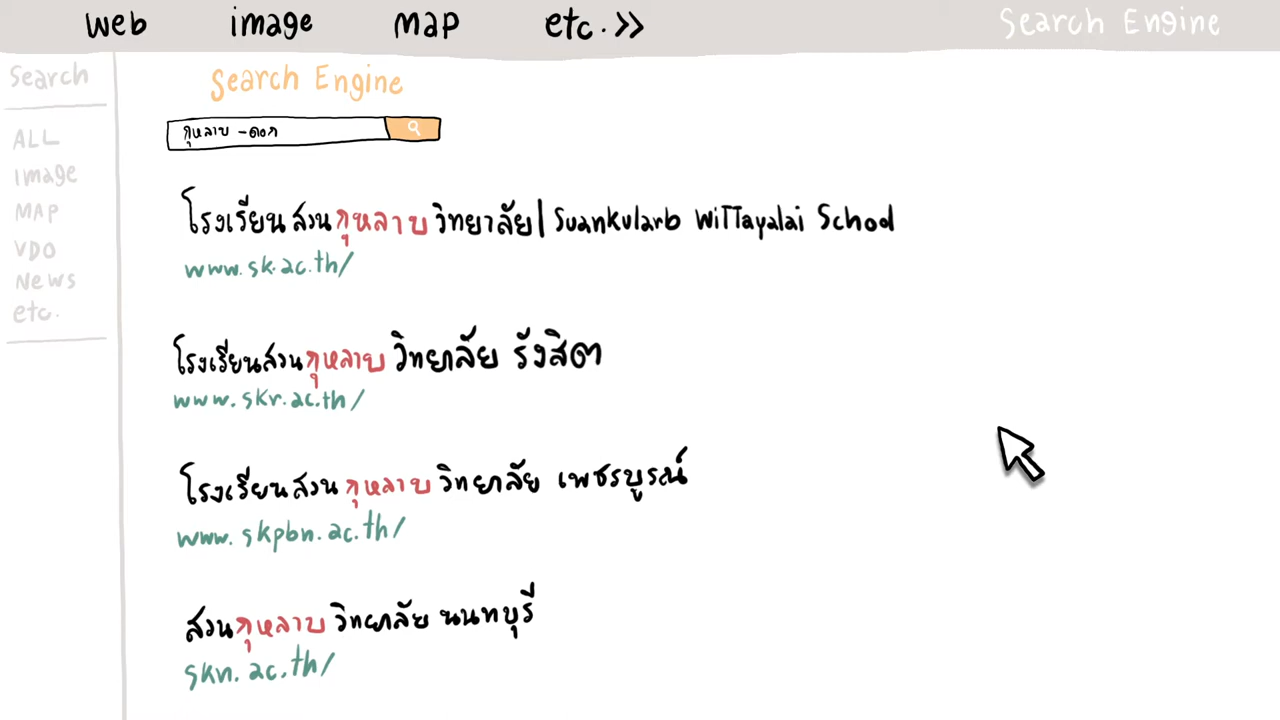 web image map etc. >>
Search Engine
Search
ALL
image
MAP
VDO
News
etc.
Search Engine
กุหลาบ -ดอก
โรงเรียนสวนกุหลาบวิทยาลัย| Suankularb WiTTayalai School
www.sk.ac.th/
โรงเรียนสวนกุหลาบวิทยาลัย รังสิต
www.skr.ac.th/
โรงเรียนสวนกุหลาบวิทยาลัย เพชรบูรณ์
www.skpbn.ac.th/
สวนกุหลาบวิทยาลัย นนทบุรี
skn.ac.th/